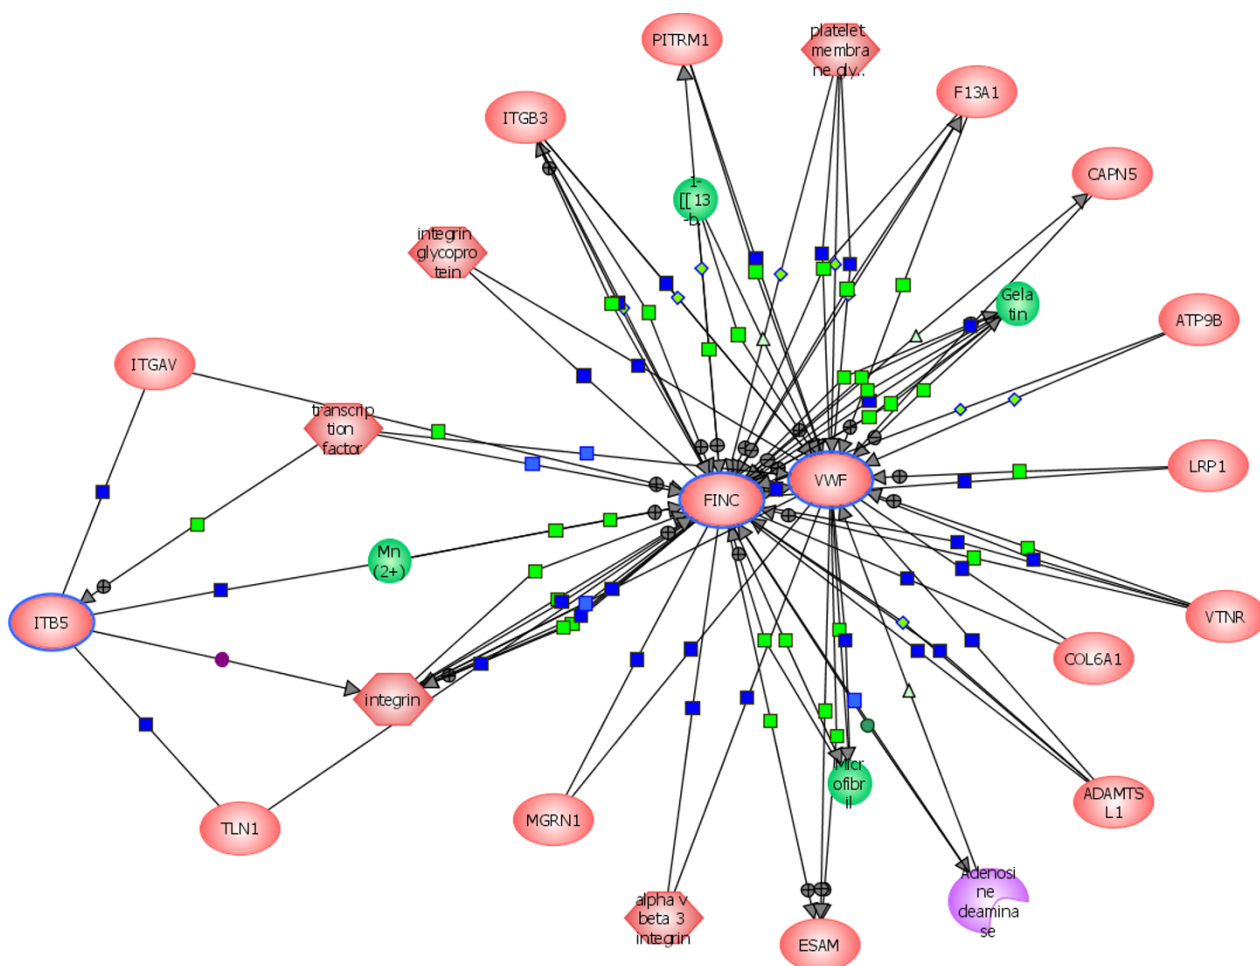 PITRM1
platelet
membra
ne gly..
F13A1
ITGB3
CAPN5
1-
[[13
-b
integrin
glycopro
tein
Gela
tin
ATP9B
ITGAV
transcrip
tion
factor
LRP1
FINC
VWF
Mn
(2+)
ITB5
VTNR
COL6A1
integrin
Microfibr
ofibr
il
ADAMTS
L1
TLN1
MGRN1
Adenosi
ne
deamina
se
alpha v
beta 3
integrin
ESAM